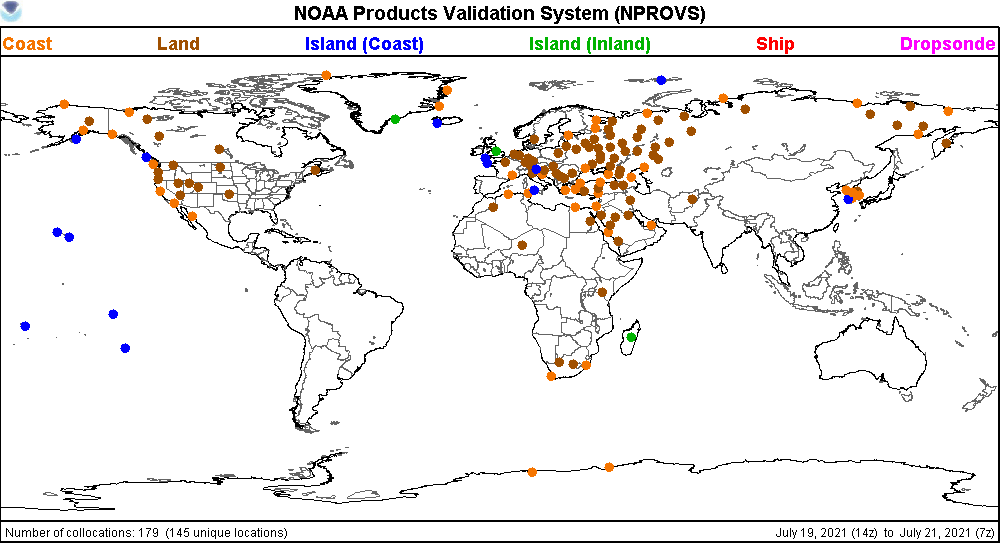 NOAA Products Validation System (NPROVS)
Coast Land Island (Coast) Island (Inland) Ship Dropsonde
Number of collocations: 179 (145 unique locations) July 19, 2021 (14z) to July 21, 2021 (7z)